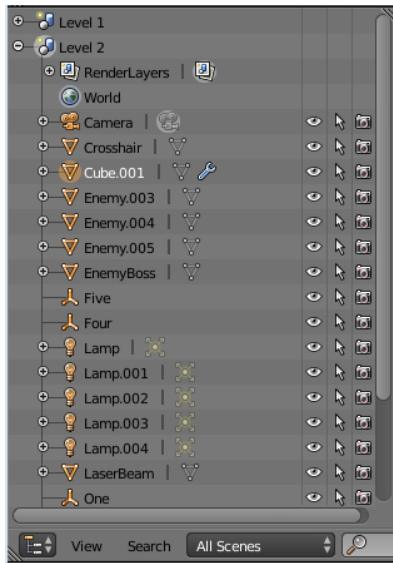 Level 1
Level 2
RenderLayers |
World
Camera |
Crosshair |
Cube.001 |
Enemy.003 |
Enemy.004 |
Enemy.005 |
EnemyBoss |
Five
Four
Lamp |
Lamp.001 |
Lamp.002 |
Lamp.003 |
Lamp.004 |
LaserBeam |
One
View Search All Scenes